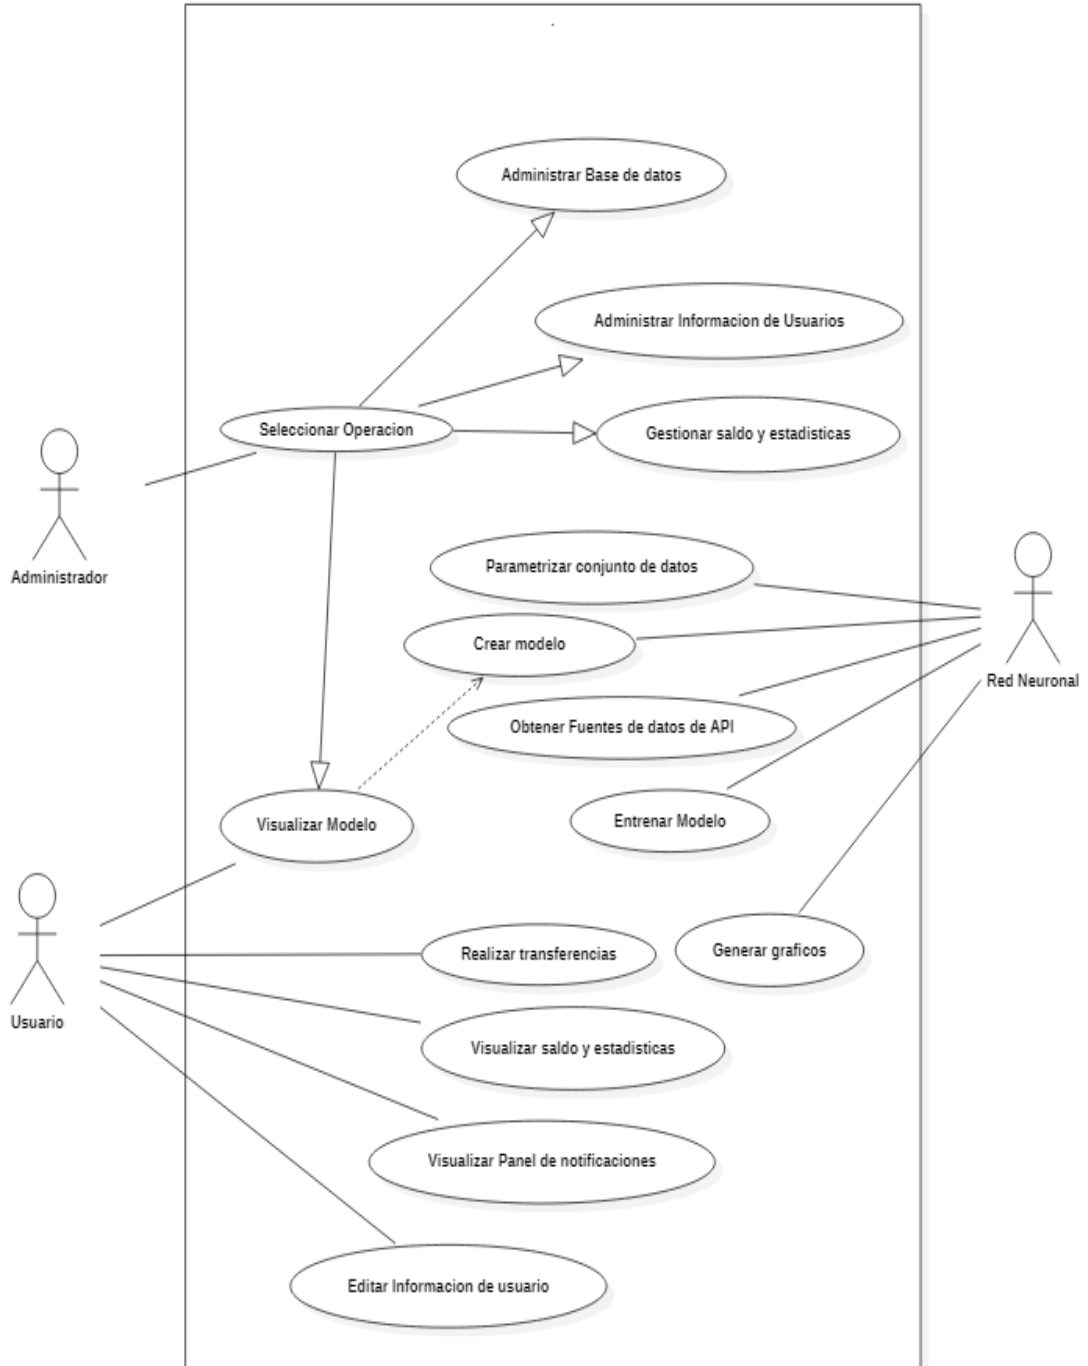 Administrar Base de datos
Administrar Informacion de Usuarios
Seleccionar Operacion
Gestionar saldo y estadisticas
Administrador
Parametrizar conjunto de datos
Crear modelo
Red Neuronal
Obtener Fuentes de datos de API
Visualizar Modelo
Entrenar Modelo
Realizar transferencias
Generar graficos
Usuario
Visualizar saldo y estadisticas
Visualizar Panel de notificaciones
Editar Informacion de usuario